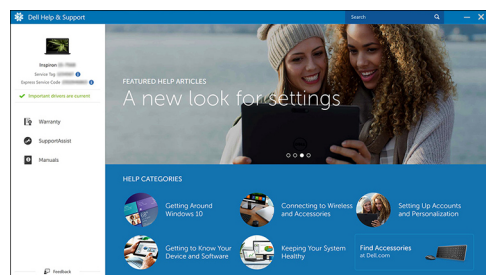 Dell Help & Support
Search
Inspiron
Service Tag
Express Service Code
Important drivers are current
Warranty
SupportAssist
Manuals
Feedback
FEATURED HELP ARTICLES
A new look for settings
HELP CATEGORIES
Getting Around
Windows 10
Connecting to Wireless
and Accessories
Setting Up Accounts
and Personalization
Getting to Know Your
Device and Software
Keeping Your System
Healthy
Find Accessories
at Dell.com